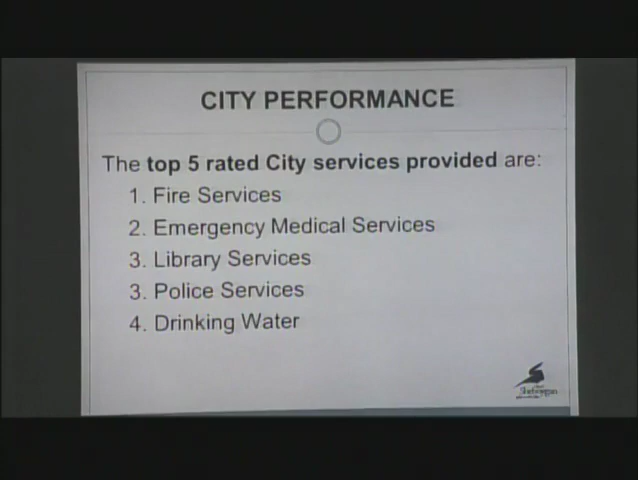 CITY PERFORMANCE
The top 5 rated City services provided are:
1. Fire Services
2. Emergency Medical Services
3. Library Services
3. Police Services
4. Drinking Water
Sheboygan